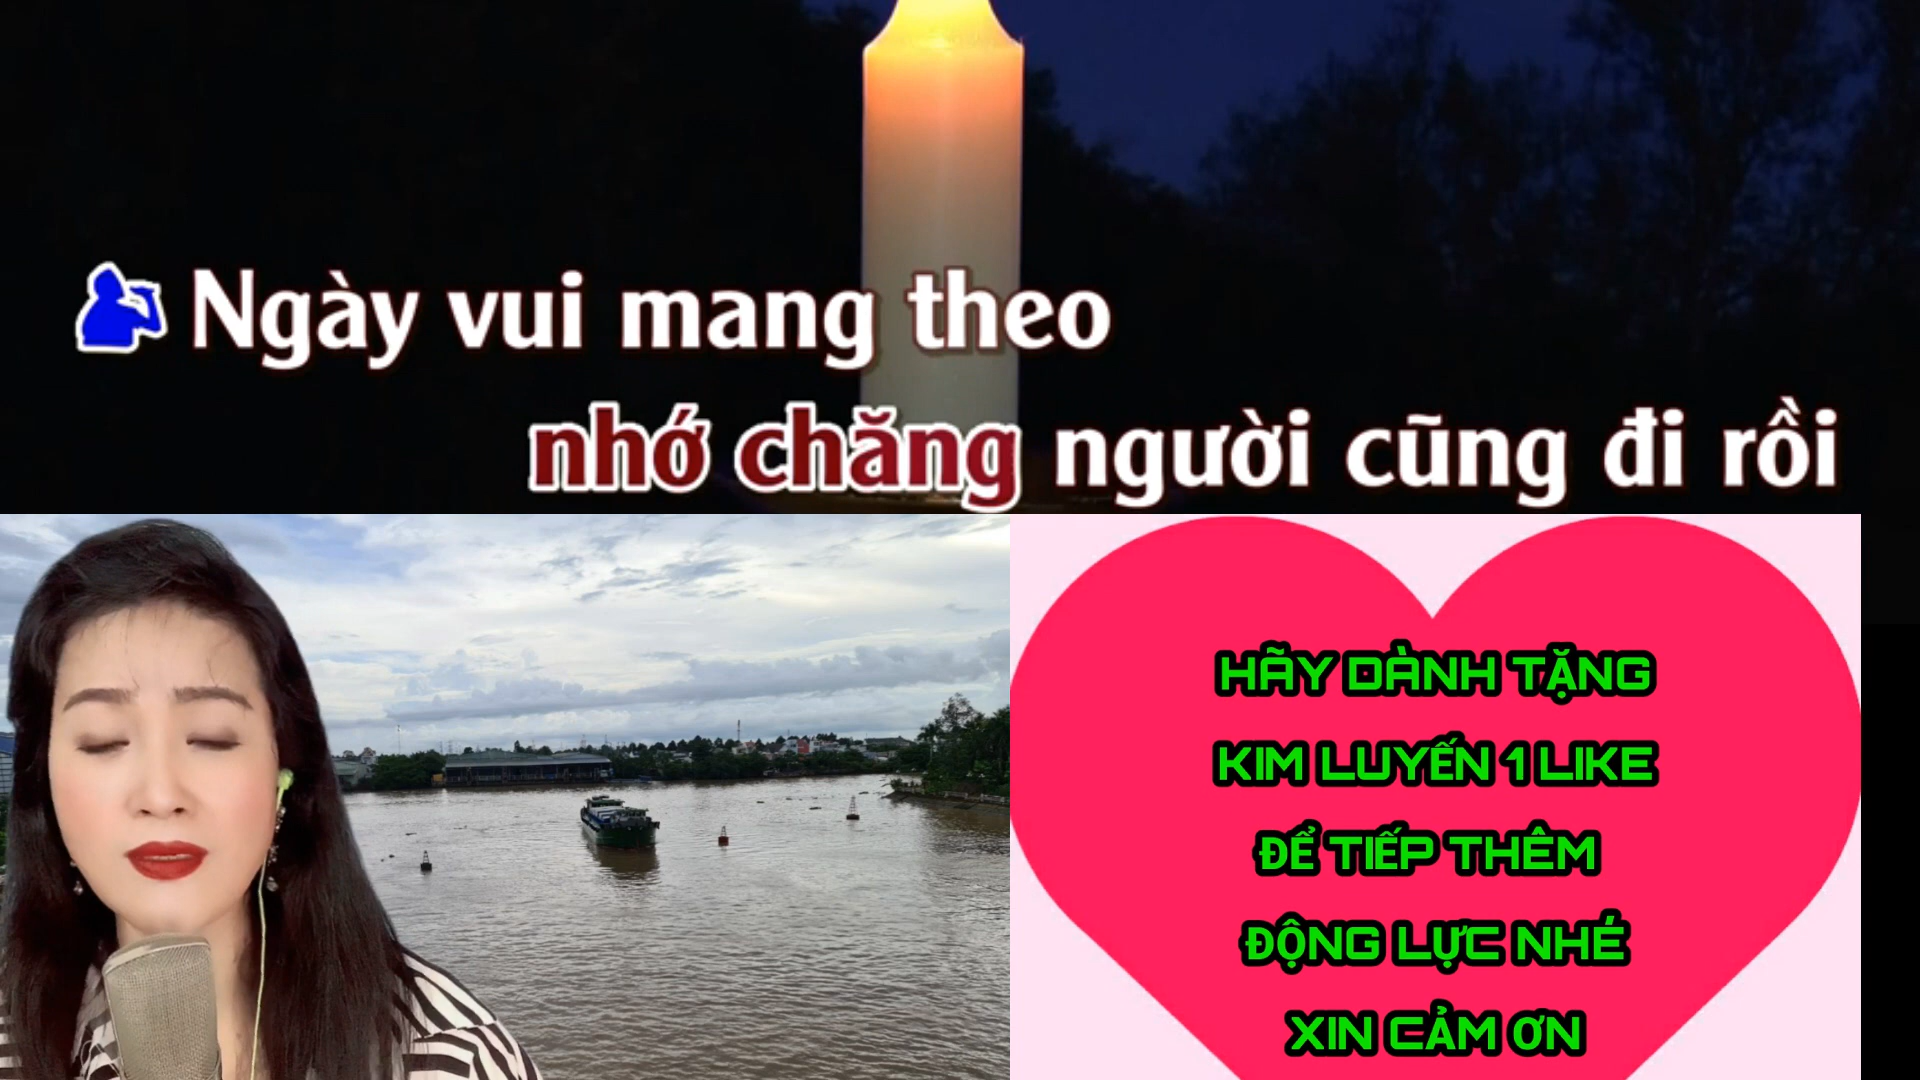 Ngày vui mang theo
nhớ chăng người cũng đi rồi
HÃY DÀNH TẶNG
KIM LUYẾN 1 LIKE
ĐỂ TIẾP THÊM
ĐỘNG LỰC NHÉ
XIN CẢM ƠN